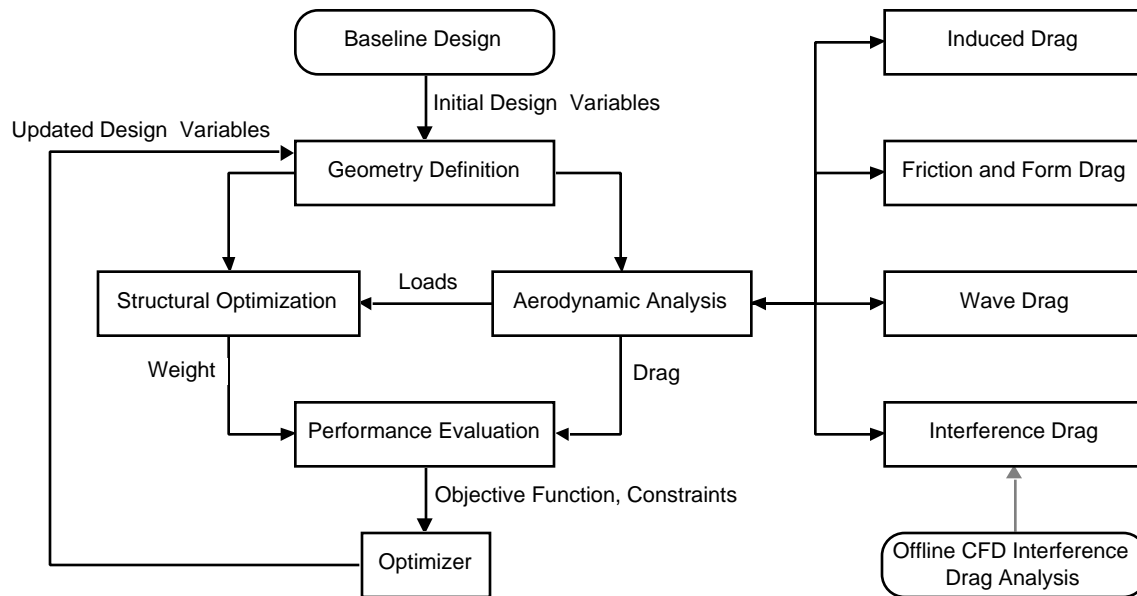 Baseline Design
Induced Drag
Initial Design Variables
Updated Design Variables
Geometry Definition
Friction and Form Drag
Loads
Structural Optimization
Aerodynamic Analysis
Wave Drag
Weight
Drag
Performance Evaluation
Interference Drag
Objective Function, Constraints
Optimizer
Offline CFD Interference
Drag Analysis